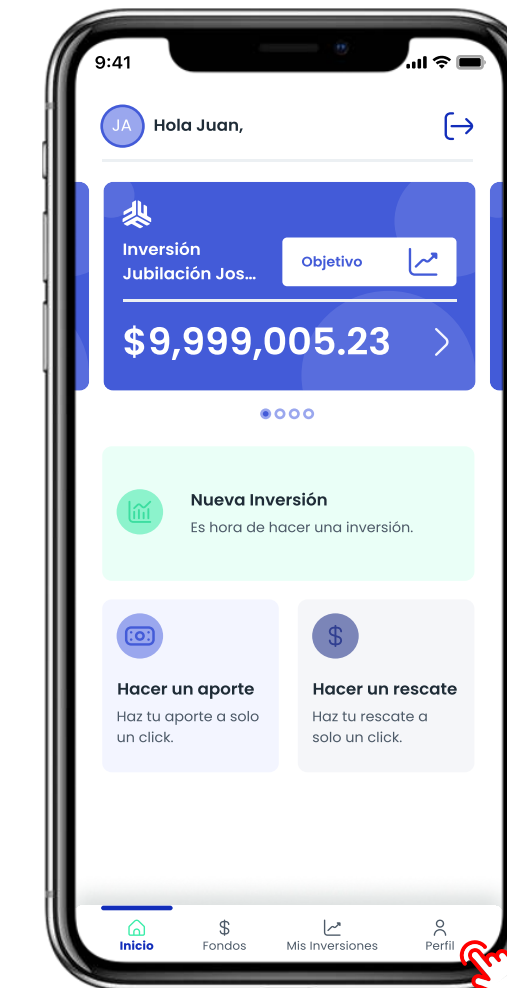 9:41
JA
Hola Juan,
Inversión
Jubilación Jos...
Objetivo
$9,999,005.23
Nueva Inversión
Es hora de hacer una inversión.
$
Hacer un aporte
Haz tu aporte a solo
un click.
Hacer un rescate
Haz tu rescate a
solo un click.
$
Inicio
Fondos
Mis Inversiones
Perfil